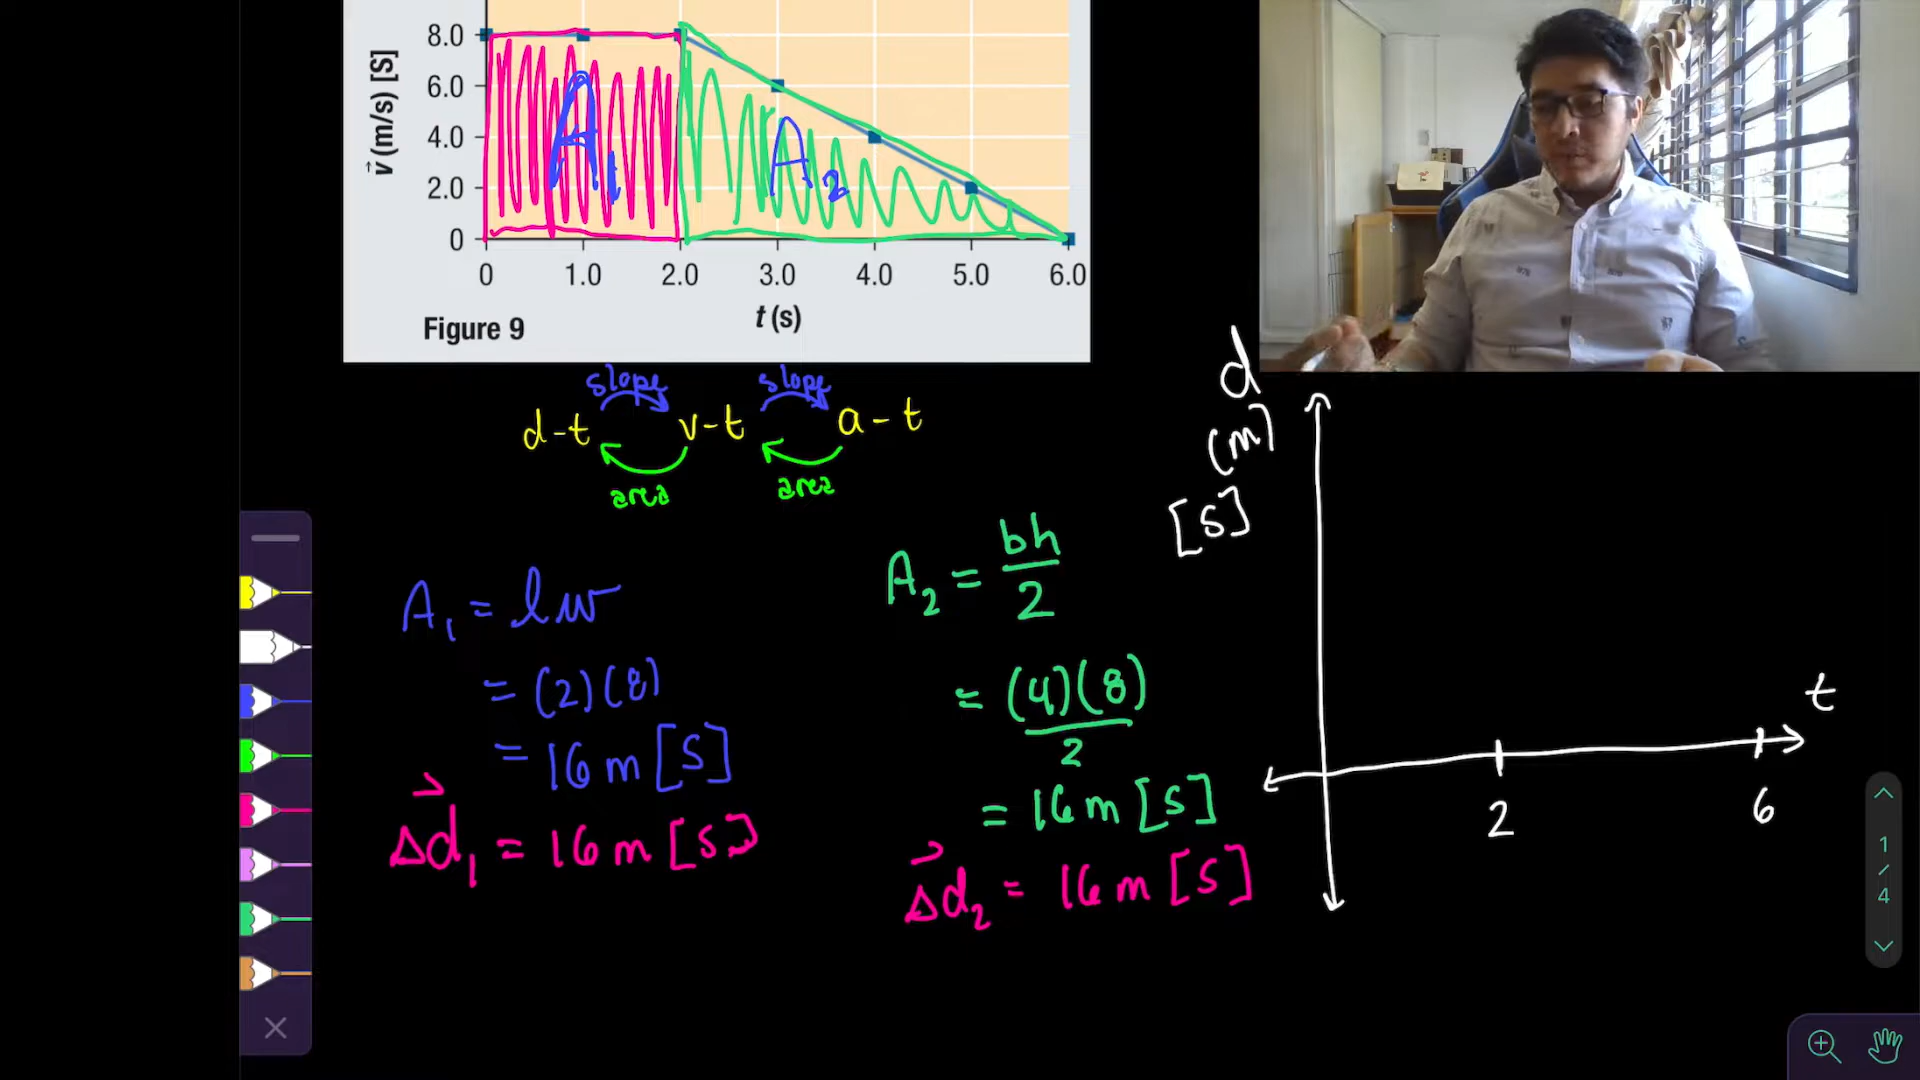 8.0
6.0
4.0
2.0
0
v (m/s) [S]
0 1.0 2.0 3.0 4.0 5.0 6.0
t (s)
Figure 9
A1
A2
slope slope
d-t v-t a-t
area area
A1 = lw
= (2)(8)
= 16 m [S]
Δd1 = 16 m [S]
A2 = bh/2
= (4)(8)/2
= 16 m [S]
Δd2 = 16 m [S]
d
(m)
[S]
t
2 6
1
/
4